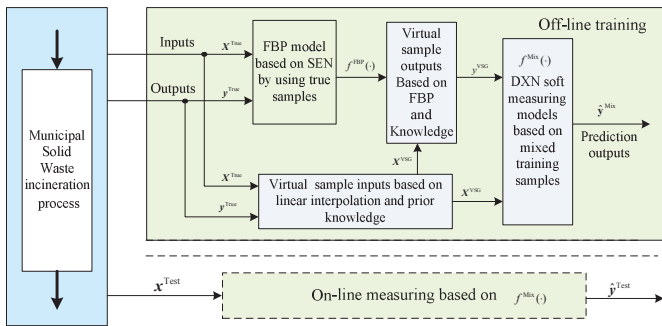 Off-line training
Municipal
Solid
Waste
incineration
process
Inputs
Outputs
x^True
y^True
FBP model
based on SEN
by using true
samples
f^FBP(·)
Virtual
sample
outputs
Based on
FBP
and
Knowledge
y^VSG
f^Mix(·)
DXN soft
measuring
models
based on
mixed
training
samples
ŷ^Mix
Prediction
outputs
x^VSG
x^True
y^True
Virtual sample inputs based on
linear interpolation and prior
knowledge
x^VSG
x^Test
On-line measuring based on f^Mix(·)
ŷ^Test